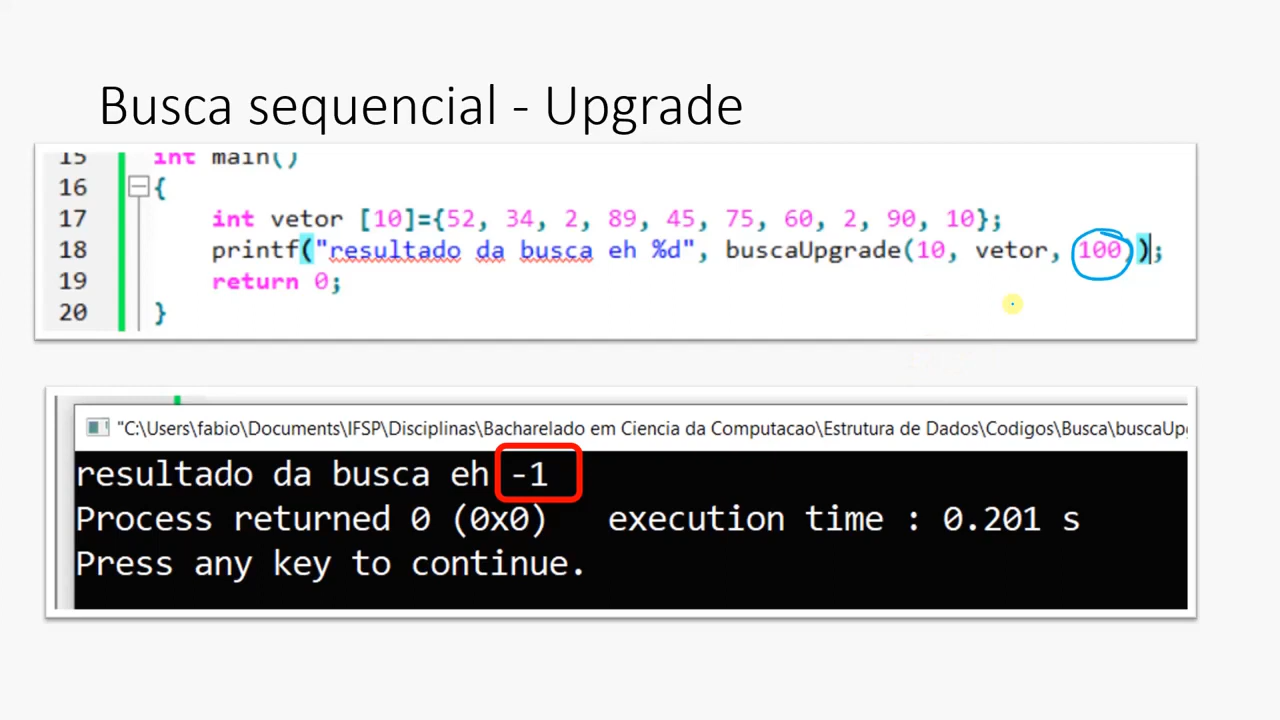 Busca sequencial - Upgrade
15 int main()
16 {
17 int vetor [10]={52, 34, 2, 89, 45, 75, 60, 2, 90, 10};
18 printf("resultado da busca eh %d", buscaUpgrade(10, vetor, 100));
19 return 0;
20 }
"C:\Users\fabio\Documents\IFSP\Disciplinas\Bacharelado em Ciencia da Computacao\Estrutura de Dados\Codigos\Busca\buscaUpg
resultado da busca eh -1
Process returned 0 (0x0) execution time : 0.201 s
Press any key to continue.